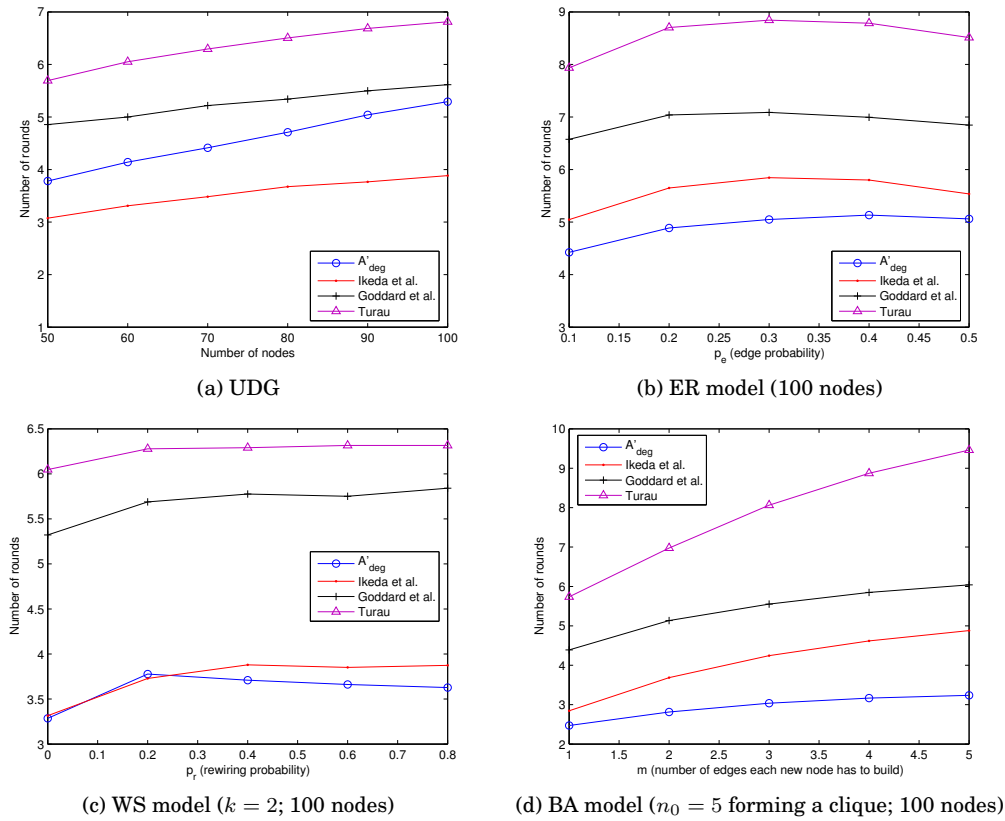 7
6
5
4
3
2
1
Number of rounds
50 60 70 80 90 100
Number of nodes
A'deg
Ikeda et al.
Goddard et al.
Turau
(a) UDG
9
8
7
6
5
4
3
Number of rounds
0.1 0.15 0.2 0.25 0.3 0.35 0.4 0.45 0.5
pe (edge probability)
A'deg
Ikeda et al.
Goddard et al.
Turau
(b) ER model (100 nodes)
6.5
6
5.5
5
4.5
4
3.5
3
Number of rounds
0 0.1 0.2 0.3 0.4 0.5 0.6 0.7 0.8
pr (rewiring probability)
A'deg
Ikeda et al.
Goddard et al.
Turau
(c) WS model (k = 2; 100 nodes)
10
9
8
7
6
5
4
3
2
Number of rounds
1 1.5 2 2.5 3 3.5 4 4.5 5
m (number of edges each new node has to build)
A'deg
Ikeda et al.
Goddard et al.
Turau
(d) BA model (n0 = 5 forming a clique; 100 nodes)